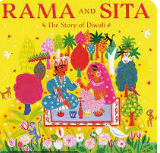 RAMA AND SITA
The Story of Diwali